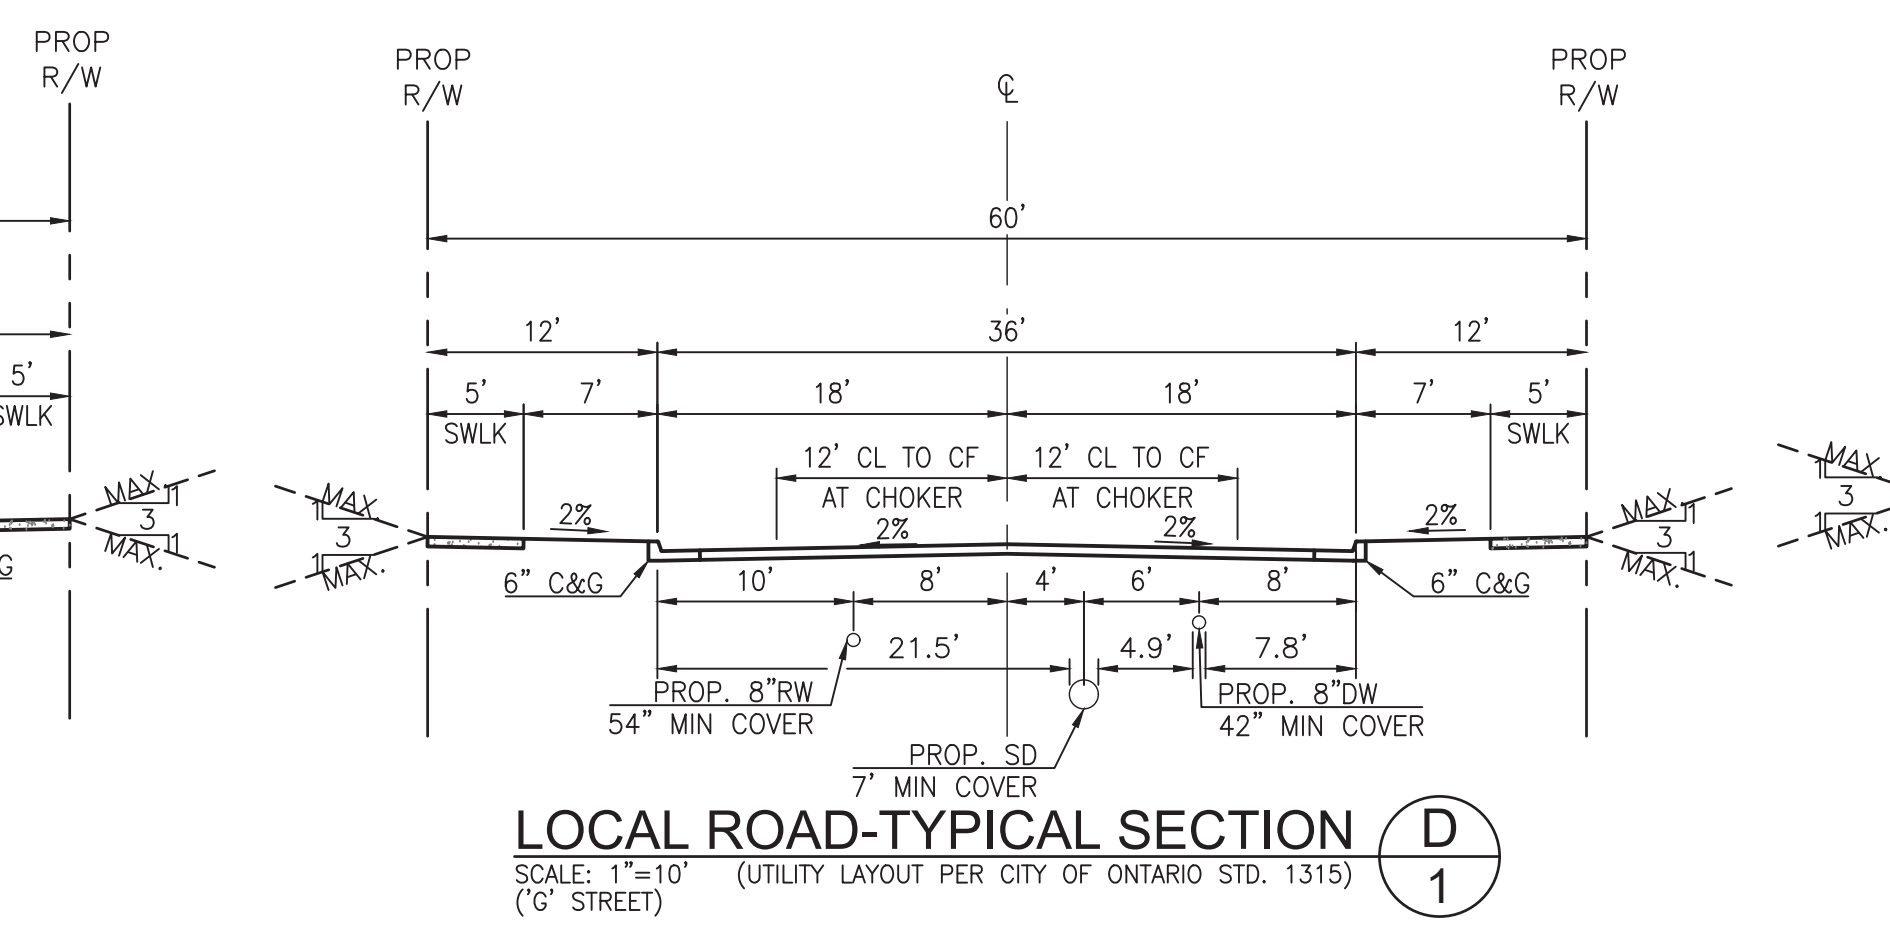 PROP
R/W
PROP
R/W
℄
PROP
R/W
60'
12'
36'
12'
5'
SWLK
5'
SWLK
7'
18'
18'
7'
5'
SWLK
12' CL TO CF
AT CHOKER
12' CL TO CF
AT CHOKER
MAX.
1
3
MAX.
1
MAX.
1
3
1
MAX.
2%
2%
2%
2%
MAX.
1
3
MAX.
1
MAX.
1
3
1
MAX.
G
6" C&G
10'
8'
4'
6'
8'
6" C&G
21.5'
4.9'
7.8'
PROP. 8"RW
54" MIN COVER
PROP. 8"DW
42" MIN COVER
PROP. SD
7' MIN COVER
LOCAL ROAD-TYPICAL SECTION
D
1
SCALE: 1"=10' (UTILITY LAYOUT PER CITY OF ONTARIO STD. 1315)
('G' STREET)